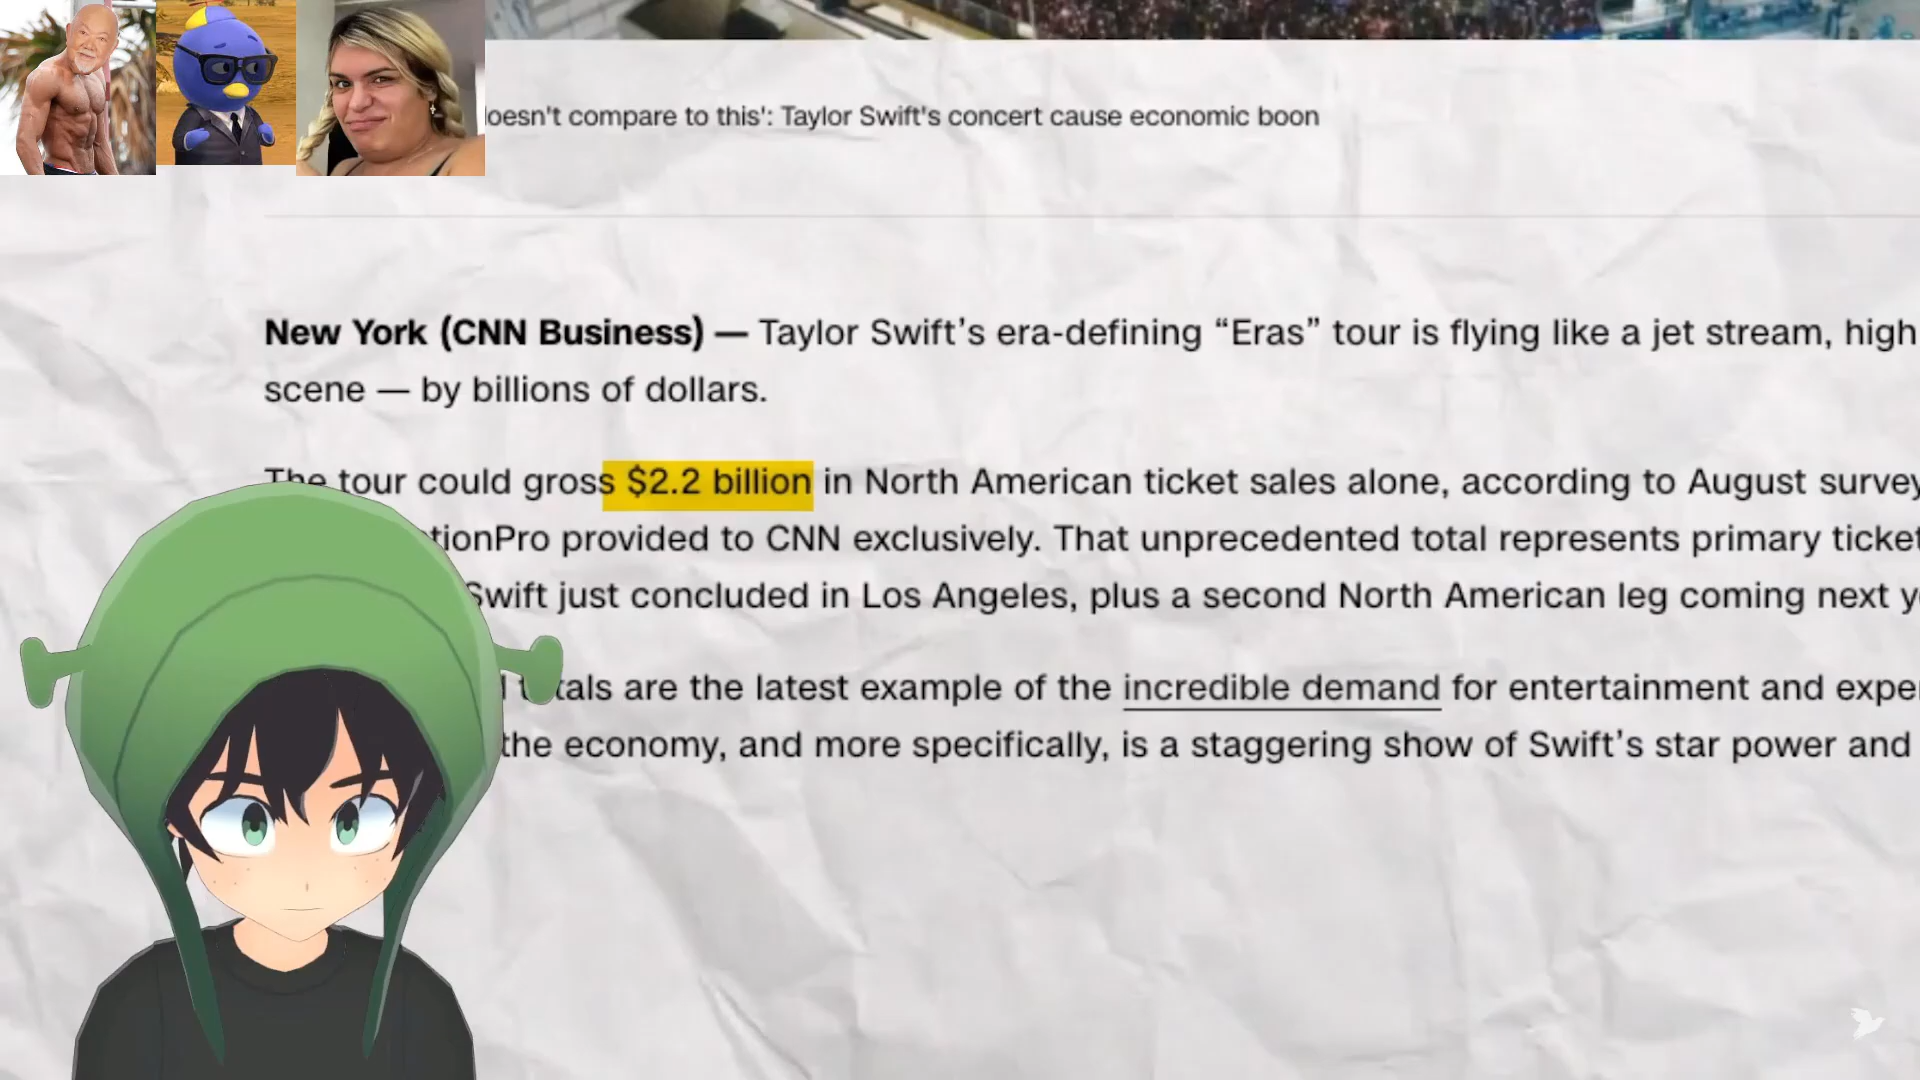 oesn't compare to this': Taylor Swift's concert cause economic boon
New York (CNN Business) — Taylor Swift’s era-defining “Eras” tour is flying like a jet stream, high
scene — by billions of dollars.
The tour could gross $2.2 billion in North American ticket sales alone, according to August survey
tionPro provided to CNN exclusively. That unprecedented total represents primary ticket
Swift just concluded in Los Angeles, plus a second North American leg coming next y
tals are the latest example of the incredible demand for entertainment and expe
the economy, and more specifically, is a staggering show of Swift’s star power and